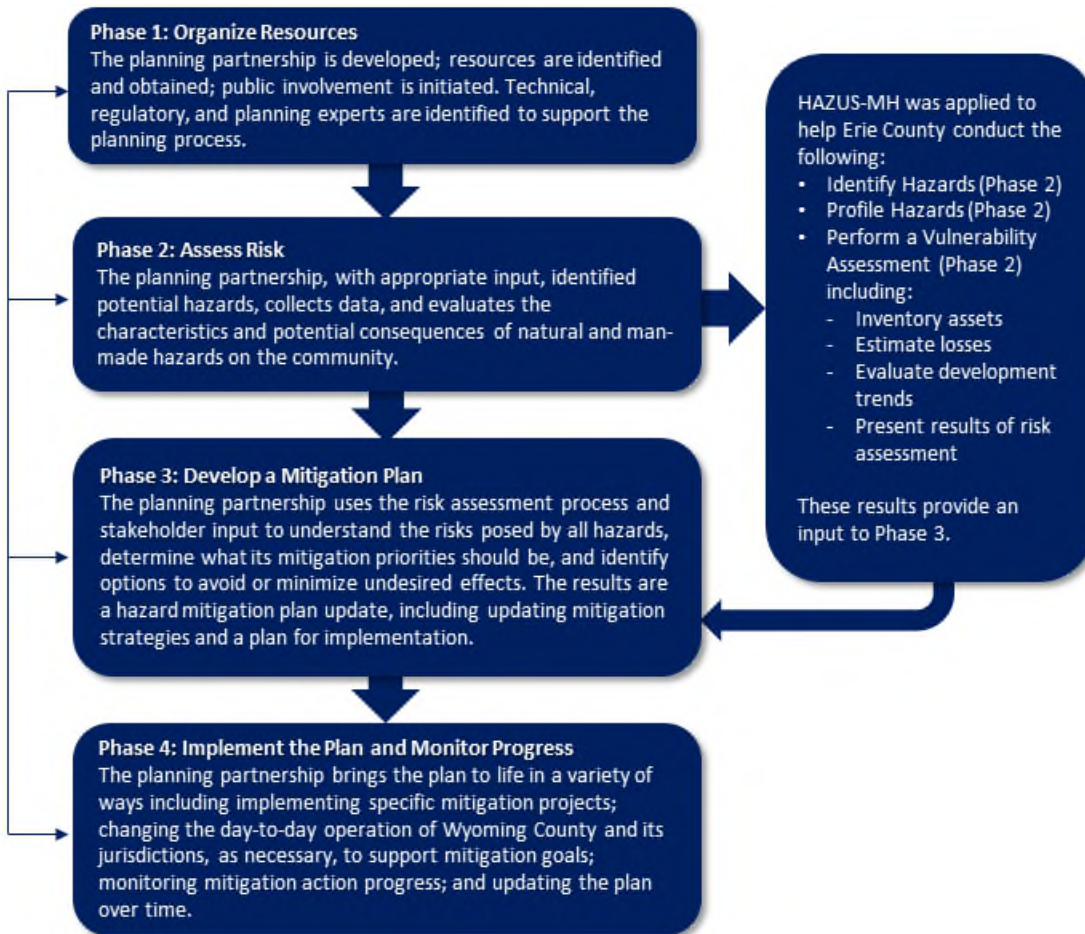 Phase 1: Organize Resources
The planning partnership is developed; resources are identified
and obtained; public involvement is initiated. Technical,
regulatory, and planning experts are identified to support the
planning process.
Phase 2: Assess Risk
The planning partnership, with appropriate input, identified
potential hazards, collects data, and evaluates the
characteristics and potential consequences of natural and man-
made hazards on the community.
HAZUS-MH was applied to
help Erie County conduct the
following:
• Identify Hazards (Phase 2)
• Profile Hazards (Phase 2)
• Perform a Vulnerability
Assessment (Phase 2)
including:
- Inventory assets
- Estimate losses
- Evaluate development
trends
- Present results of risk
assessment
These results provide an
input to Phase 3.
Phase 3: Develop a Mitigation Plan
The planning partnership uses the risk assessment process and
stakeholder input to understand the risks posed by all hazards,
determine what its mitigation priorities should be, and identify
options to avoid or minimize undesired effects. The results are
a hazard mitigation plan update, including updating mitigation
strategies and a plan for implementation.
Phase 4: Implement the Plan and Monitor Progress
The planning partnership brings the plan to life in a variety of
ways including implementing specific mitigation projects;
changing the day-to-day operation of Wyoming County and its
jurisdictions, as necessary, to support mitigation goals;
monitoring mitigation action progress; and updating the plan
over time.